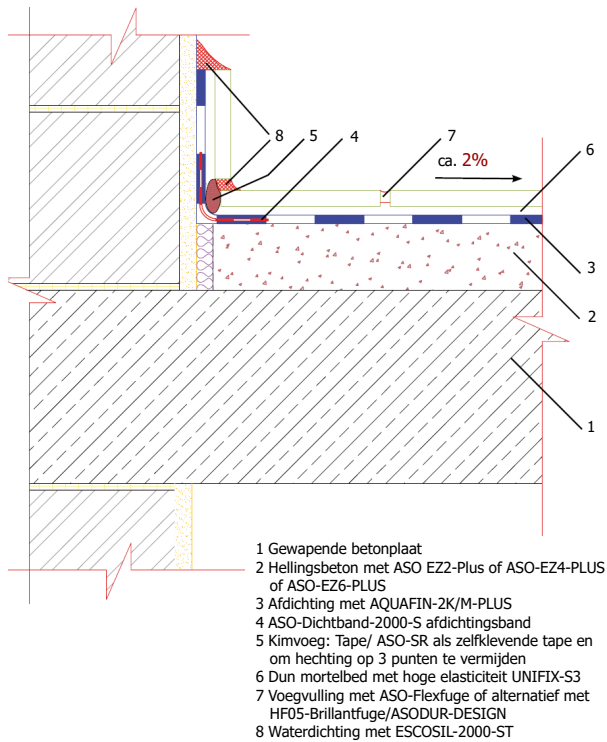 8
5
4
7
6
ca. 2%
3
2
1
1 Gewapende betonplaat
2 Hellingsbeton met ASO EZ2-Plus of ASO-EZ4-PLUS
of ASO-EZ6-PLUS
3 Afdichting met AQUAFIN-2K/M-PLUS
4 ASO-Dichtband-2000-S afdichtingsband
5 Kimvoeg: Tape/ ASO-SR als zelfklevende tape en
om hechting op 3 punten te vermijden
6 Dun mortelbed met hoge elasticiteit UNIFIX-S3
7 Voegvulling met ASO-Flexfuge of alternatief met
HF05-Brillantfuge/ASODUR-DESIGN
8 Waterdichting met ESCOSIL-2000-ST